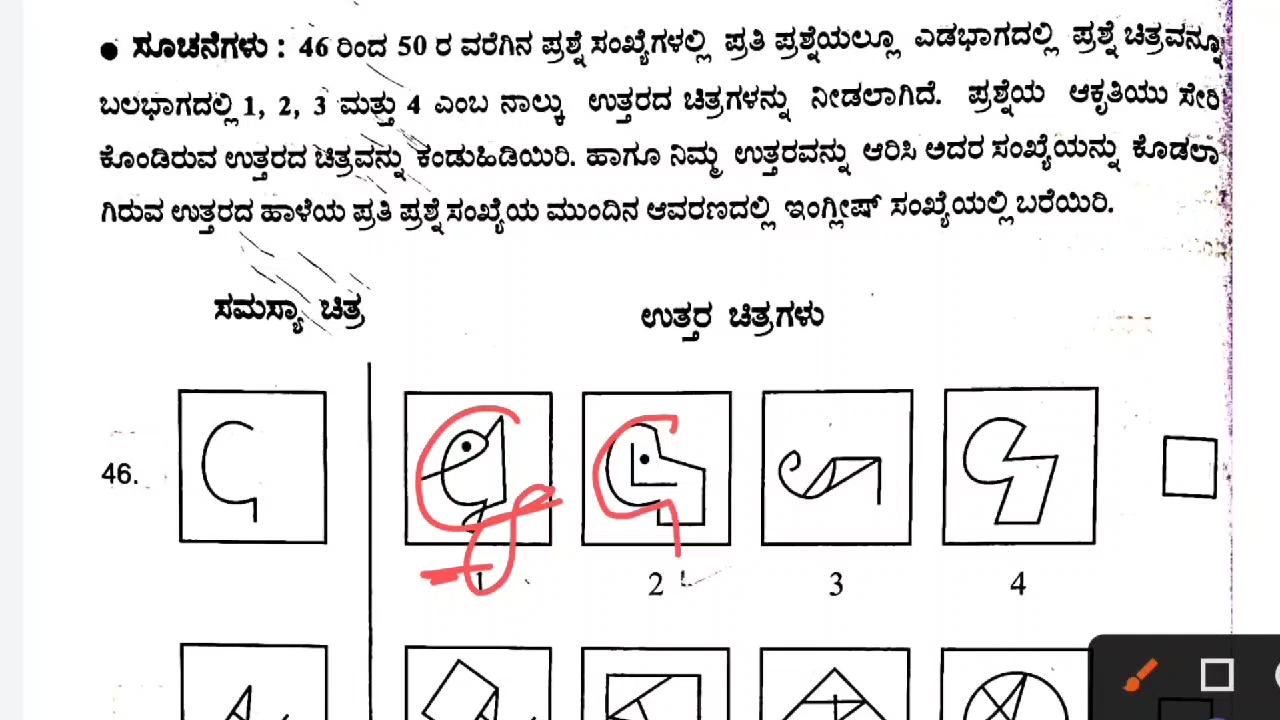 ● ಸೂಚನೆಗಳು : 46 ರಿಂದ 50 ರ ವರೆಗಿನ ಪ್ರಶ್ನೆ ಸಂಖ್ಯೆಗಳಲ್ಲಿ ಪ್ರತಿ ಪ್ರಶ್ನೆಯಲ್ಲೂ ಎಡಭಾಗದಲ್ಲಿ ಪ್ರಶ್ನೆ ಚಿತ್ರವನ್ನೂ
ಬಲಭಾಗದಲ್ಲಿ 1, 2, 3 ಮತ್ತು 4 ಎಂಬ ನಾಲ್ಕು ಉತ್ತರದ ಚಿತ್ರಗಳನ್ನು ನೀಡಲಾಗಿದೆ. ಪ್ರಶ್ನೆಯ ಆಕೃತಿಯು ಸೇರಿ
ಕೊಂಡಿರುವ ಉತ್ತರದ ಚಿತ್ರವನ್ನು ಕಂಡುಹಿಡಿಯಿರಿ. ಹಾಗೂ ನಿಮ್ಮ ಉತ್ತರವನ್ನು ಆರಿಸಿ ಅದರ ಸಂಖ್ಯೆಯನ್ನು ಕೊಡಲಾ
ಗಿರುವ ಉತ್ತರದ ಹಾಳೆಯ ಪ್ರತಿ ಪ್ರಶ್ನೆ ಸಂಖ್ಯೆಯ ಮುಂದಿನ ಆವರಣದಲ್ಲಿ ಇಂಗ್ಲೀಷ್ ಸಂಖ್ಯೆಯಲ್ಲಿ ಬರೆಯಿರಿ.
ಸಮಸ್ಯಾ ಚಿತ್ರ ಉತ್ತರ ಚಿತ್ರಗಳು
46.
1 2 3 4